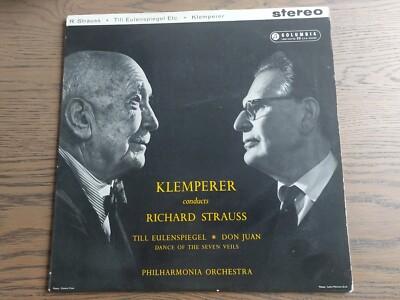 R. Strauss • Till Eulenspiegel Etc. • Klemperer
stereo
COLUMBIA
KLEMPERER
conducts
RICHARD STRAUSS
TILL EULENSPIEGEL * DON JUAN
DANCE OF THE SEVEN VEILS
PHILHARMONIA ORCHESTRA